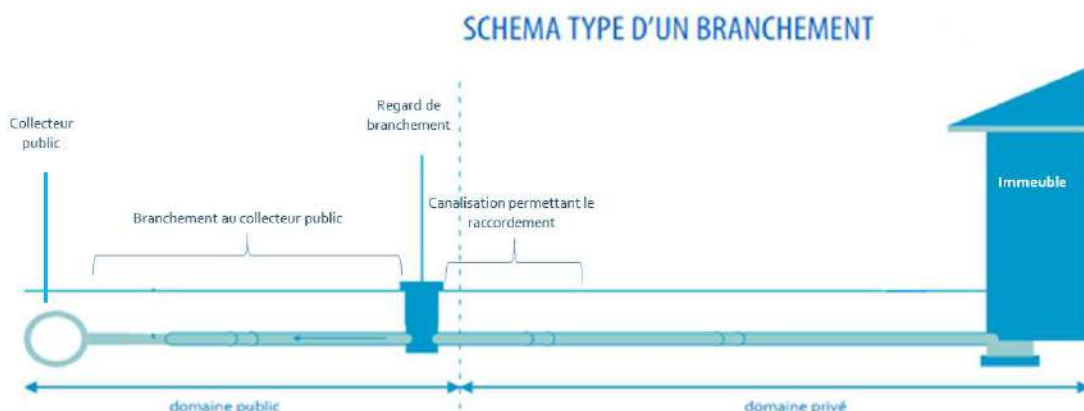 SCHEMA TYPE D'UN BRANCHEMENT
Collecteur
public
Regard de
branchement
Immeuble
Branchement au collecteur public
Canalisation permettant le
raccordement
domaine public
domaine privé